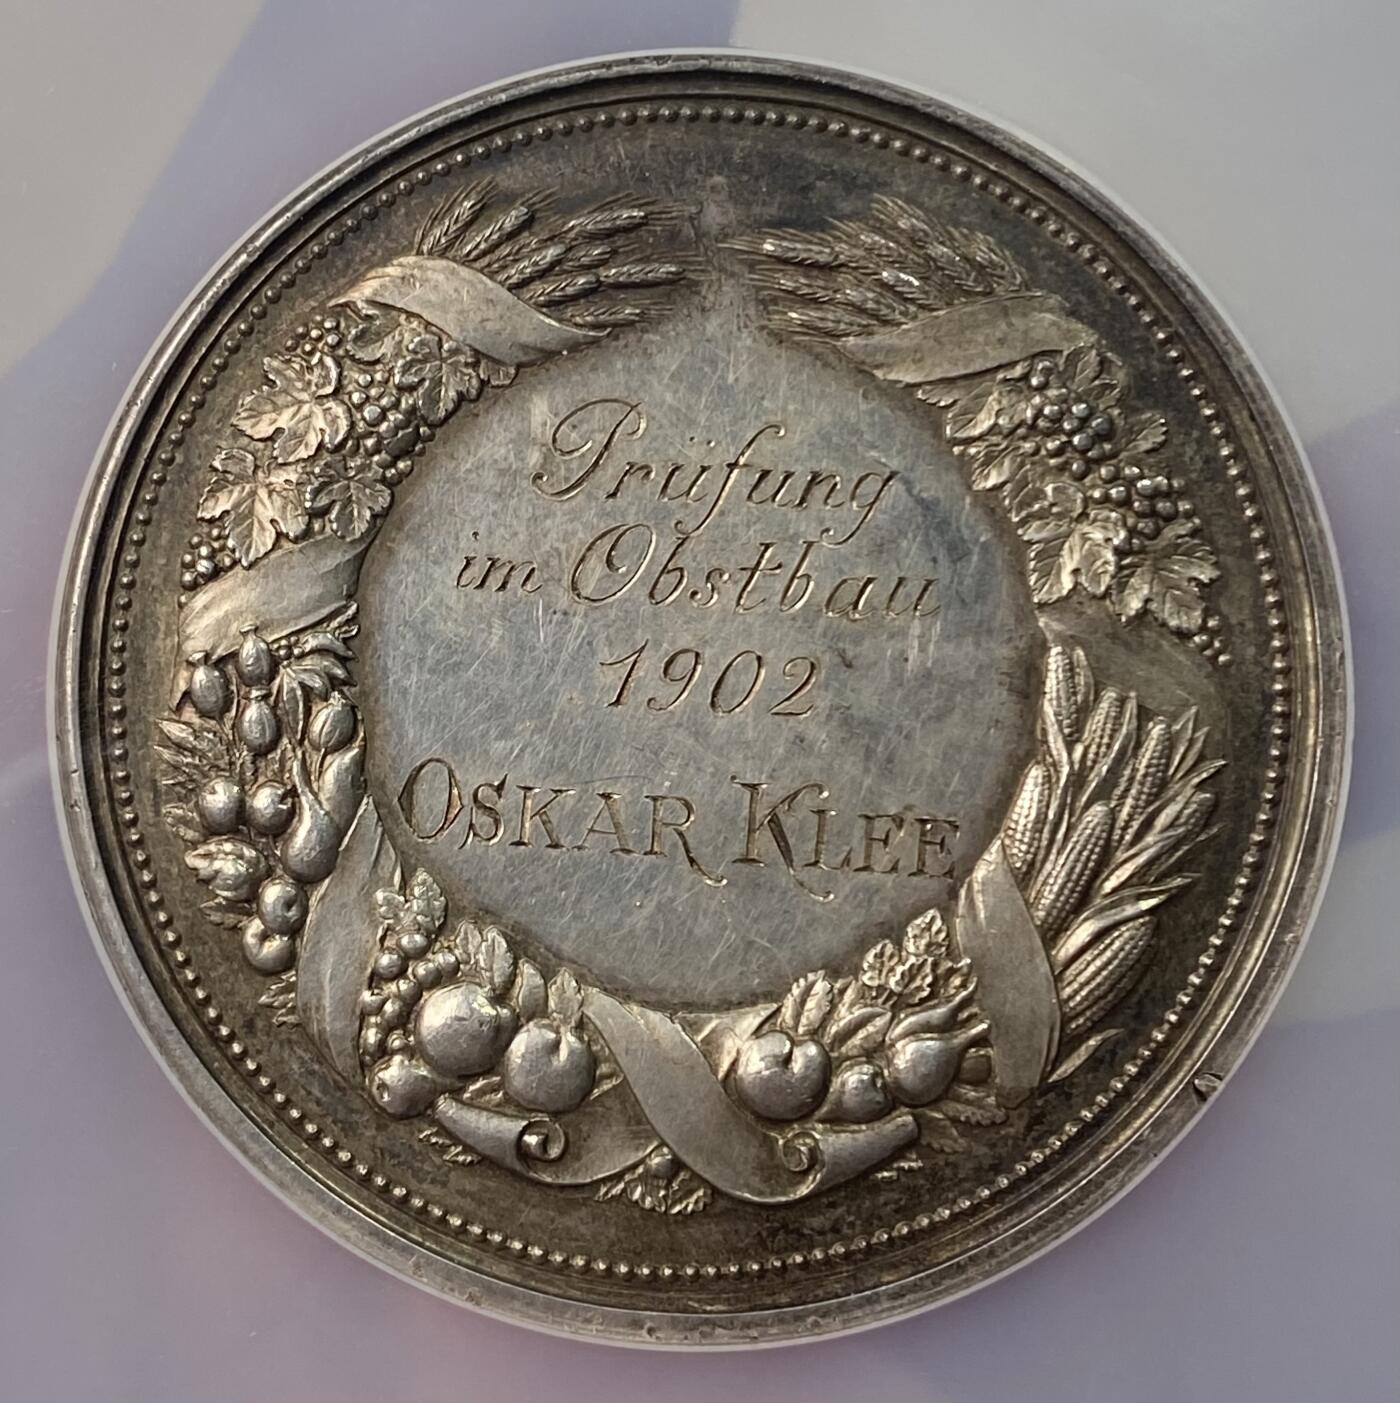 Prüfung
im Obstbau
1902
OSKAR KLEE